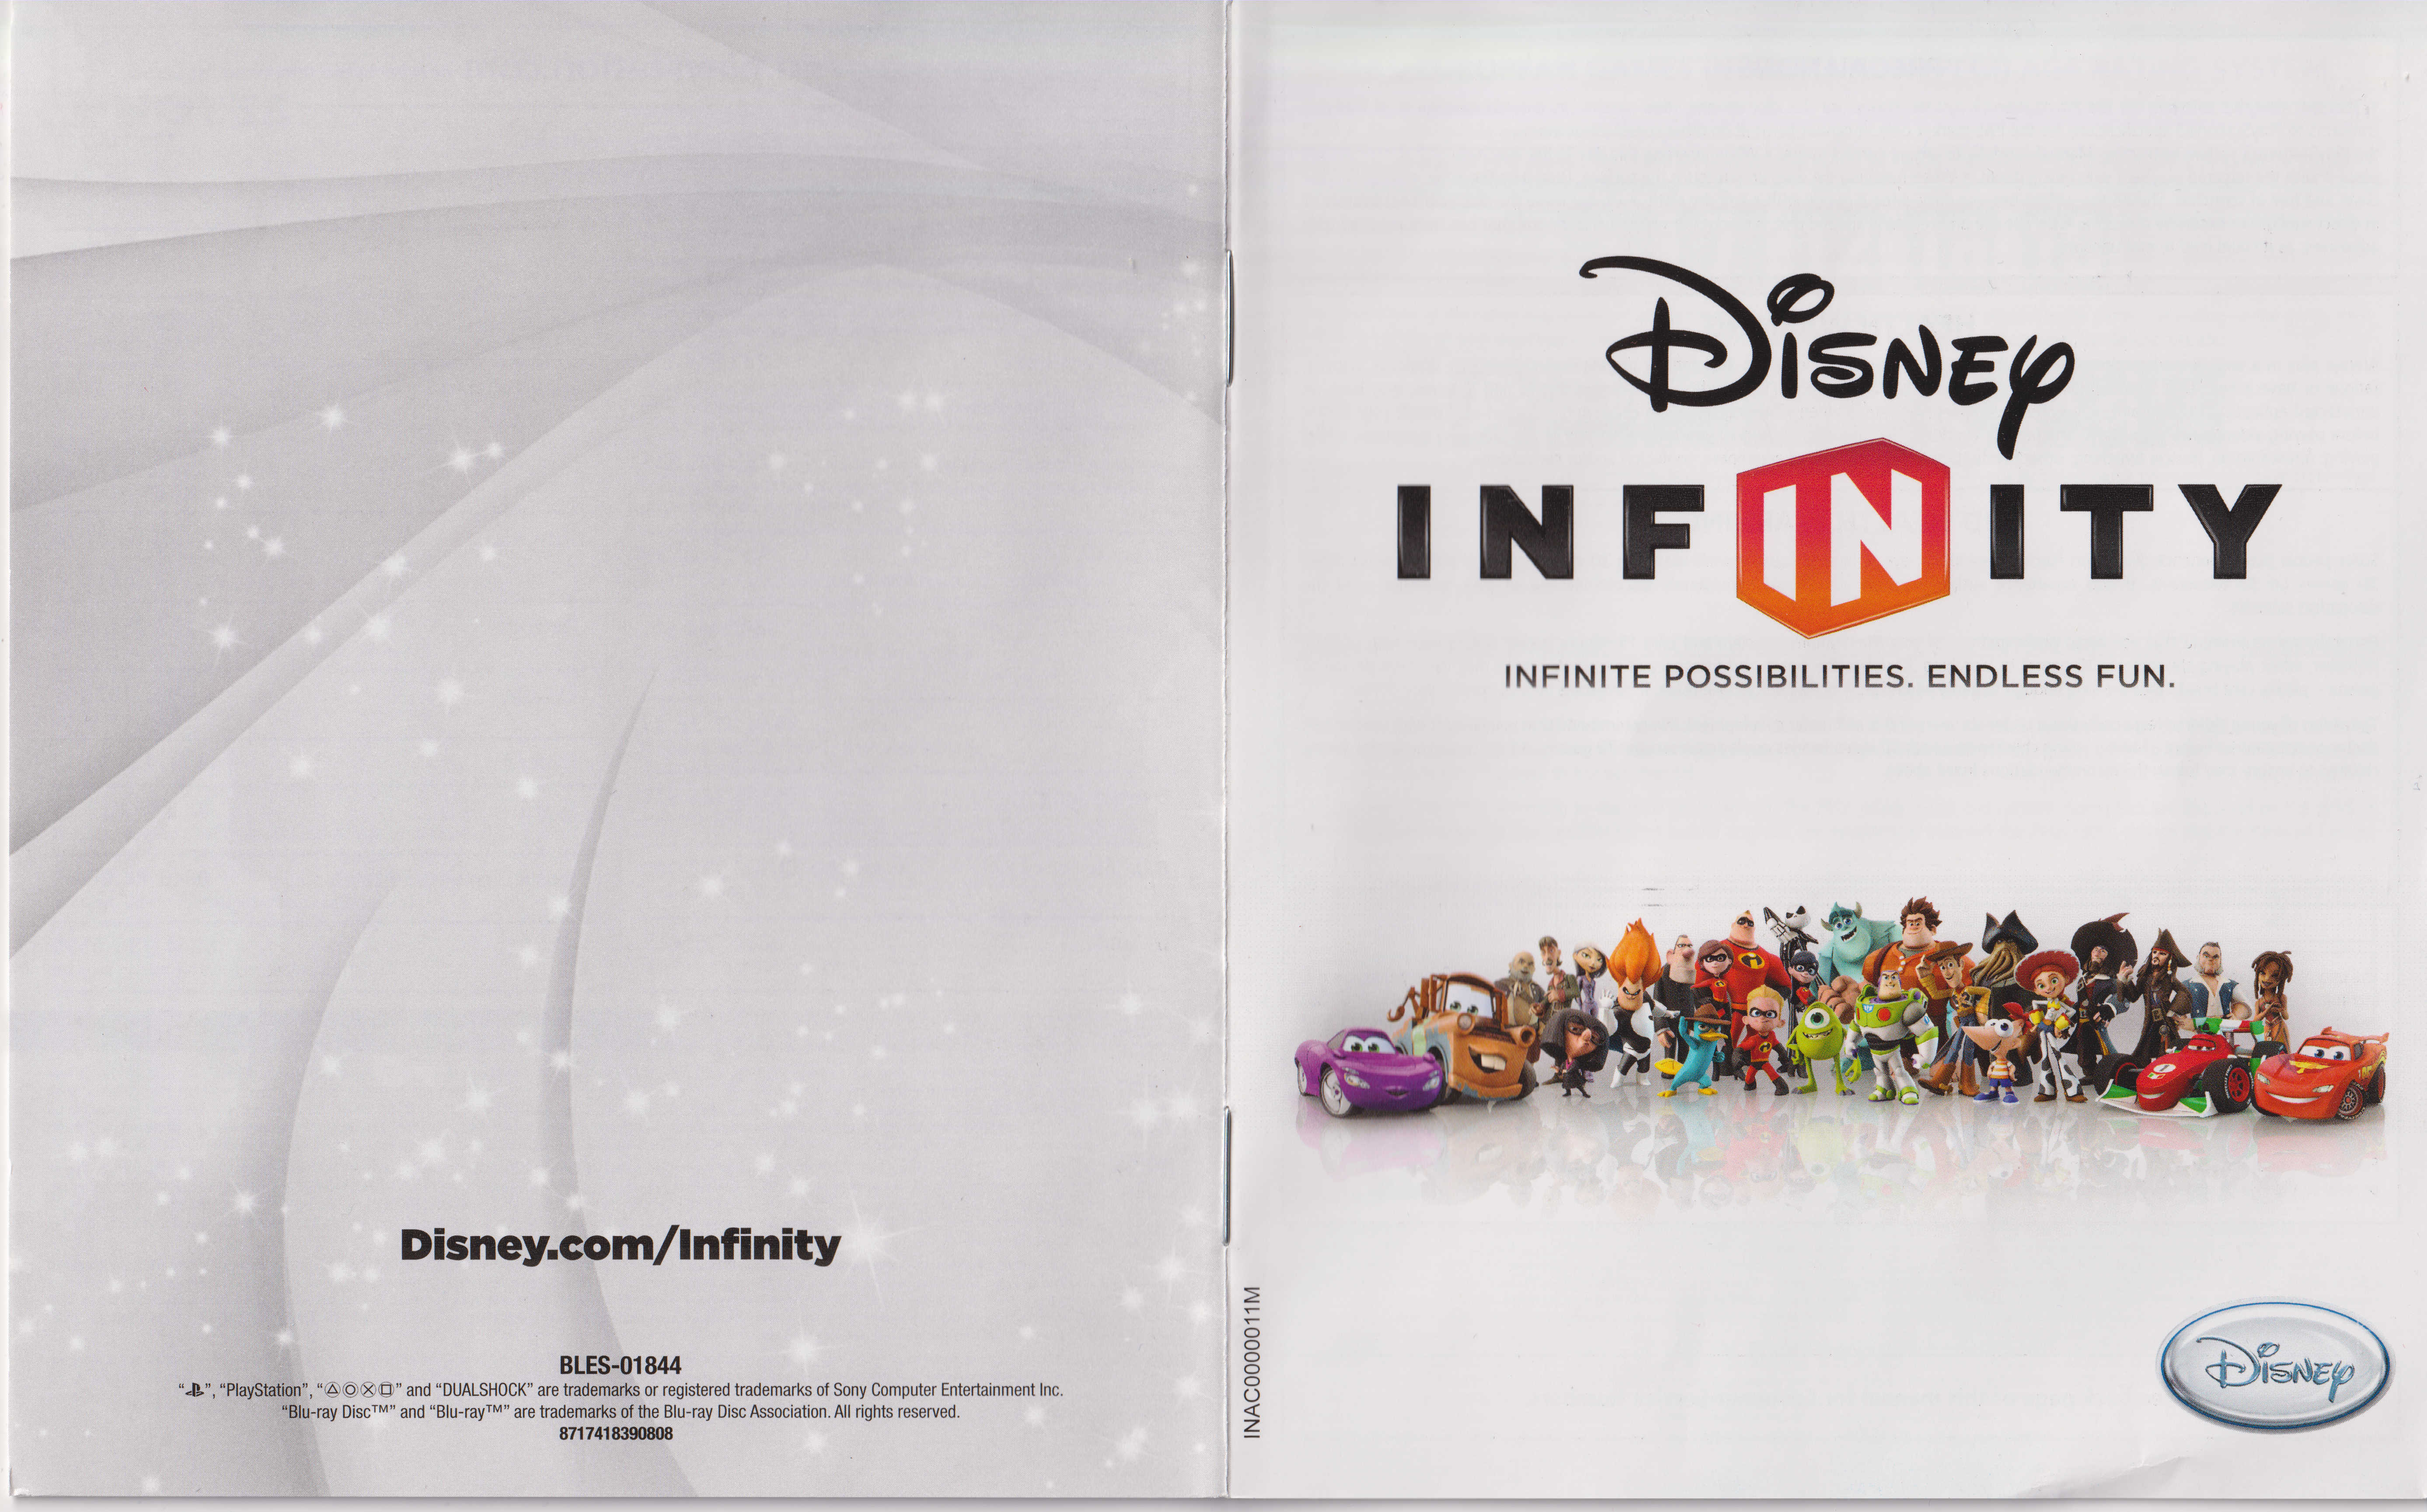 Disney.com/Infinity
BLES-01844
“”, “PlayStation”, “△○✕□” and “DUALSHOCK” are trademarks or registered trademarks of Sony Computer Entertainment Inc.
“Blu-ray Disc™” and “Blu-ray™” are trademarks of the Blu-ray Disc Association. All rights reserved.
8717418390808
DISNEY
INFINITY
INFINITE POSSIBILITIES. ENDLESS FUN.
INAC0000011M
DISNEY